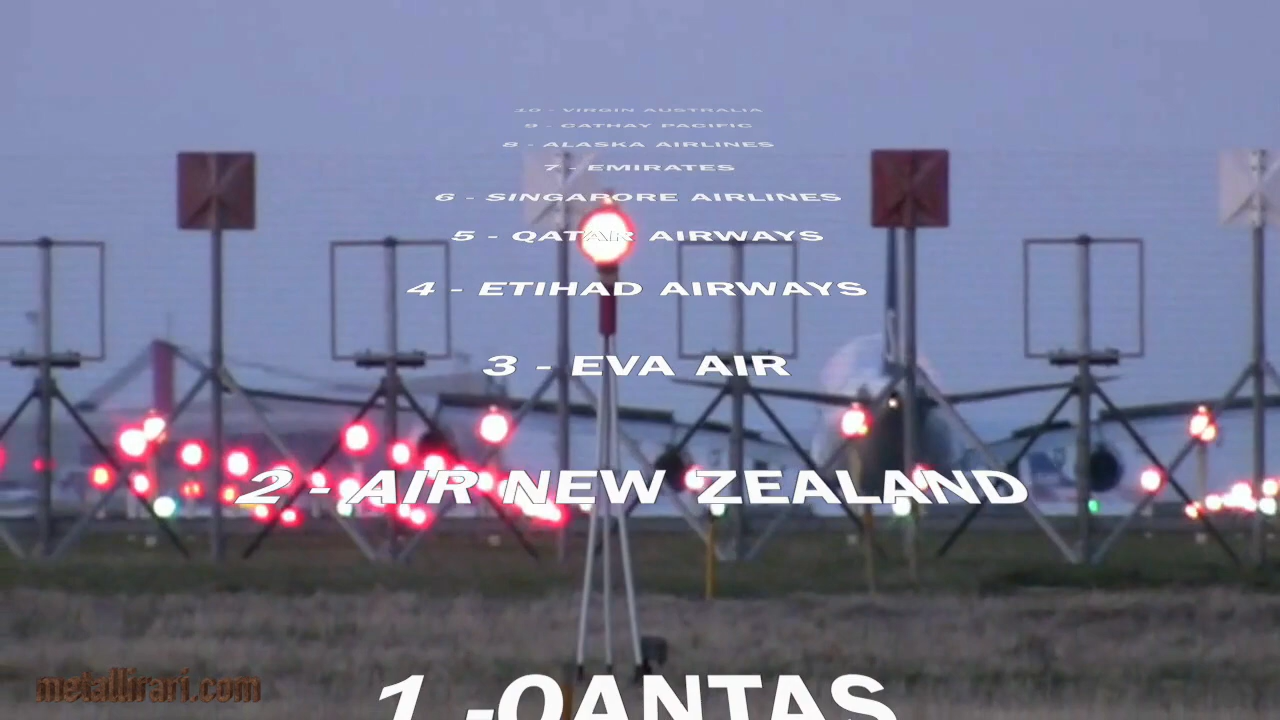 10 - VIRGIN AUSTRALIA
9 - CATHAY PACIFIC
8 - ALASKA AIRLINES
7 - EMIRATES
6 - SINGAPORE AIRLINES
5 - QATAR AIRWAYS
4 - ETIHAD AIRWAYS
3 - EVA AIR
2 - AIR NEW ZEALAND
1 -QANTAS
metallirari.com